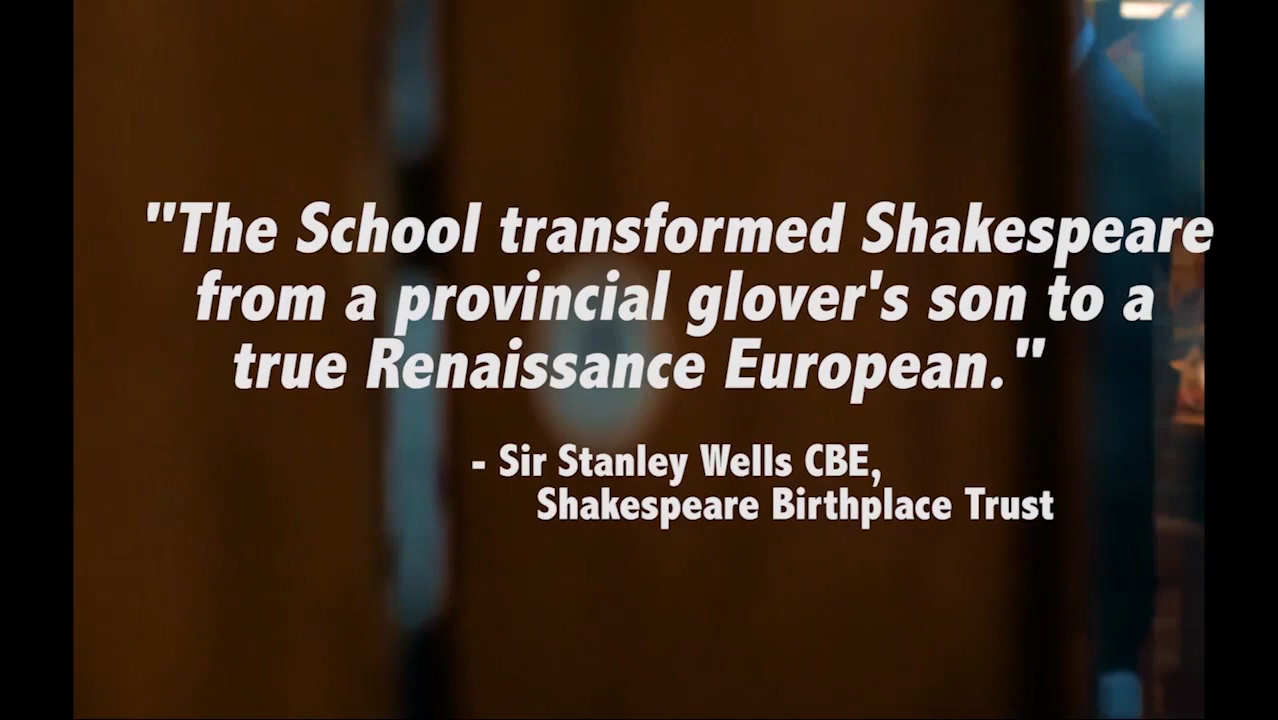 "The School transformed Shakespeare
from a provincial glover's son to a
true Renaissance European."
- Sir Stanley Wells CBE,
Shakespeare Birthplace Trust